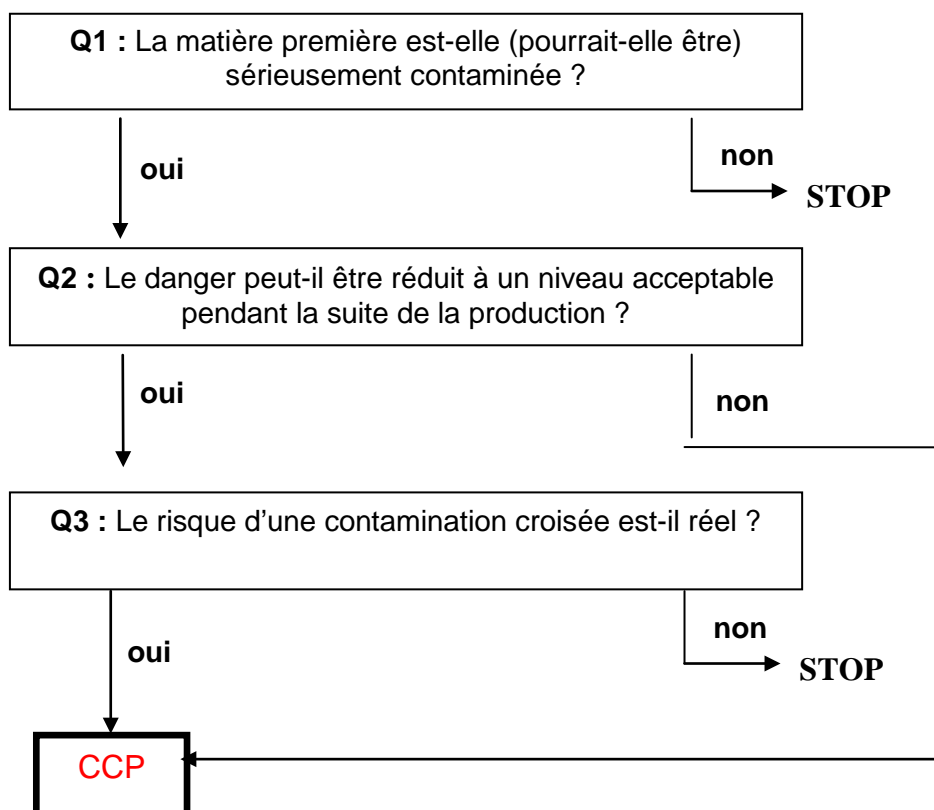 Q1 : La matière première est-elle (pourrait-elle être)
sérieusement contaminée ?
oui
non
STOP
Q2 : Le danger peut-il être réduit à un niveau acceptable
pendant la suite de la production ?
oui
non
Q3 : Le risque d’une contamination croisée est-il réel ?
oui
non
STOP
CCP